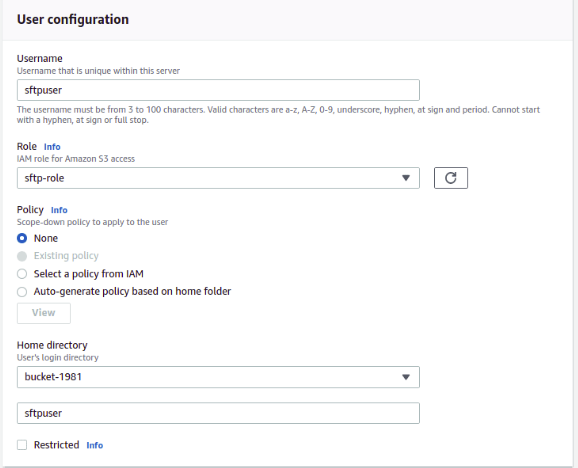 User configuration
Username
Username that is unique within this server
sftpuser
The username must be from 3 to 100 characters. Valid characters are a-z, A-Z, 0-9, underscore, hyphen, at sign and period. Cannot start
with a hyphen, at sign or full stop.
Role Info
IAM role for Amazon S3 access
sftp-role
Policy Info
Scope-down policy to apply to the user
None
Existing policy
Select a policy from IAM
Auto-generate policy based on home folder
View
Home directory
User's login directory
bucket-1981
sftpuser
Restricted Info